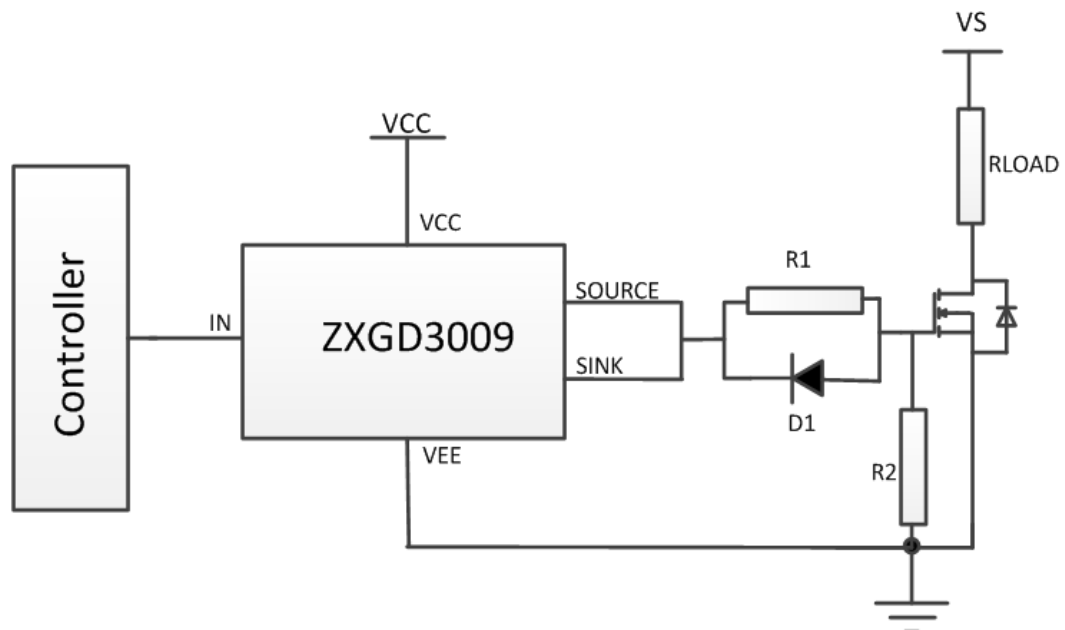 VS
VCC
RLOAD
VCC
Controller
R1
SOURCE
IN
ZXGD3009
SINK
D1
VEE
R2